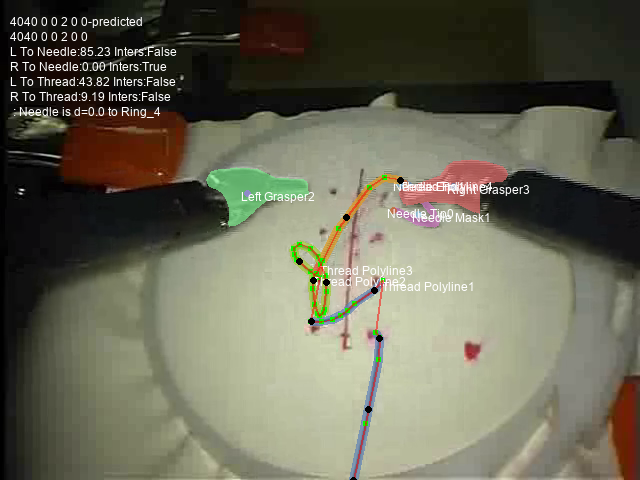 4040 0 0 2 0 0-predicted
4040 0 0 2 0 0
L To Needle:85.23 Inters:False
R To Needle:0.00 Inters:True
L To Thread:43.82 Inters:False
R To Thread:9.19 Inters:False
: Needle is d=0.0 to Ring_4
Left Grasper2
Right Grasper3
Needle Tip0
Needle Mask1
Thread Polyline3
Thread Polyline1